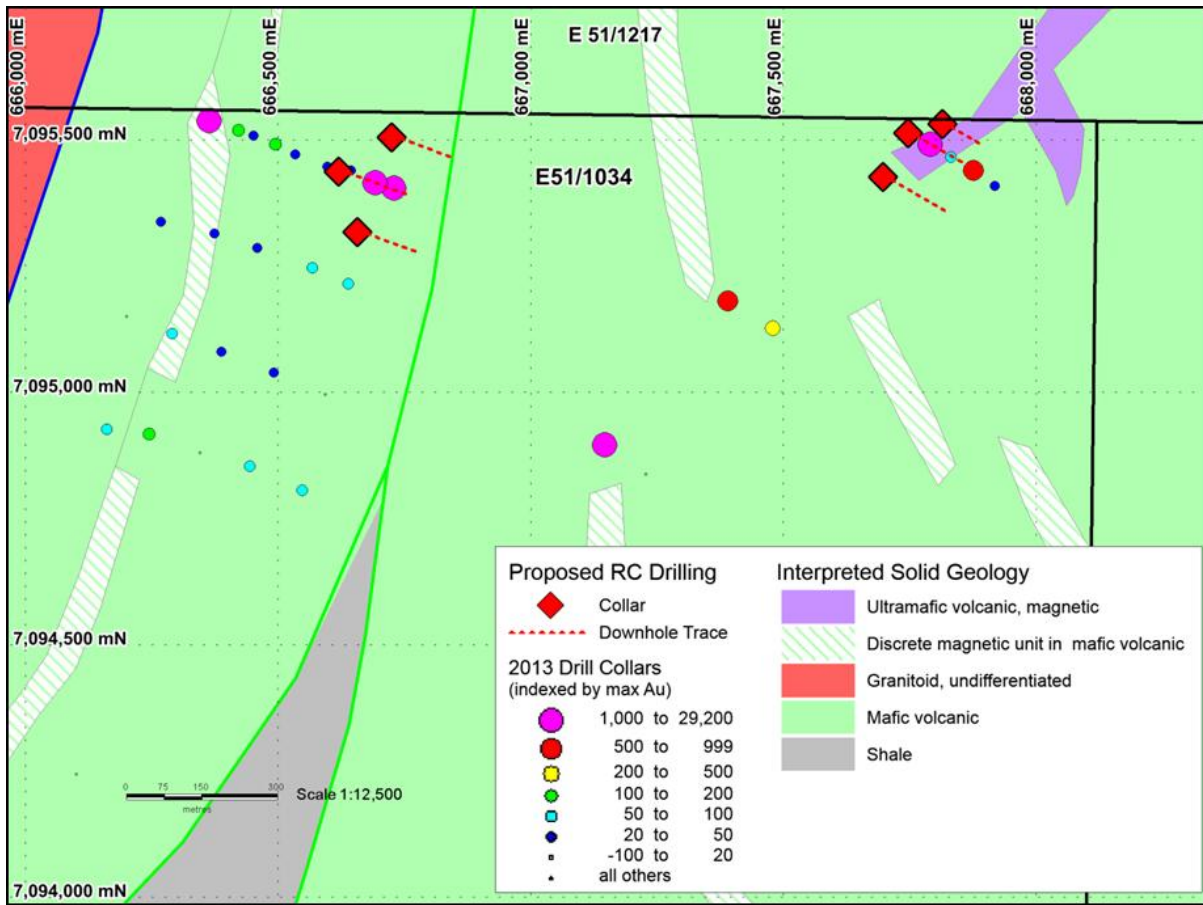 666,000 mE
666,500 mE
667,000 mE
667,500 mE
668,000 mE
E 51/1217
7,095,500 mN
E51/1034
7,095,000 mN
7,094,500 mN
7,094,000 mN
0 75 150 300
metres
Scale 1:12,500
Proposed RC Drilling
Collar
Downhole Trace
2013 Drill Collars
(indexed by max Au)
1,000 to 29,200
500 to 999
200 to 500
100 to 200
50 to 100
20 to 50
-100 to 20
all others
Interpreted Solid Geology
Ultramafic volcanic, magnetic
Discrete magnetic unit in mafic volcanic
Granitoid, undifferentiated
Mafic volcanic
Shale